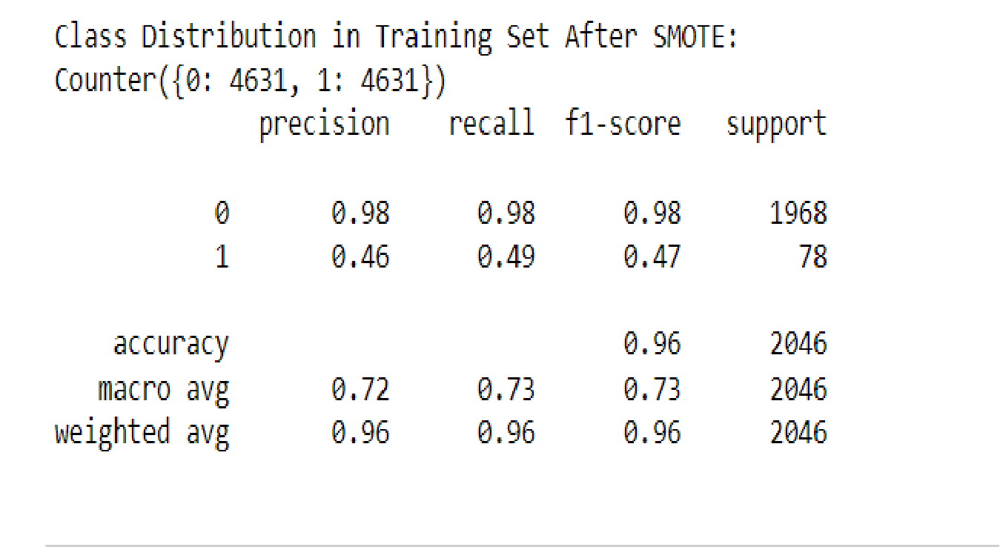 Class Distribution in Training Set After SMOTE:
Counter({0: 4631, 1: 4631})
precision recall f1-score support
0 0.98 0.98 0.98 1968
1 0.46 0.49 0.47 78
accuracy 0.96 2046
macro avg 0.72 0.73 0.73 2046
weighted avg 0.96 0.96 0.96 2046